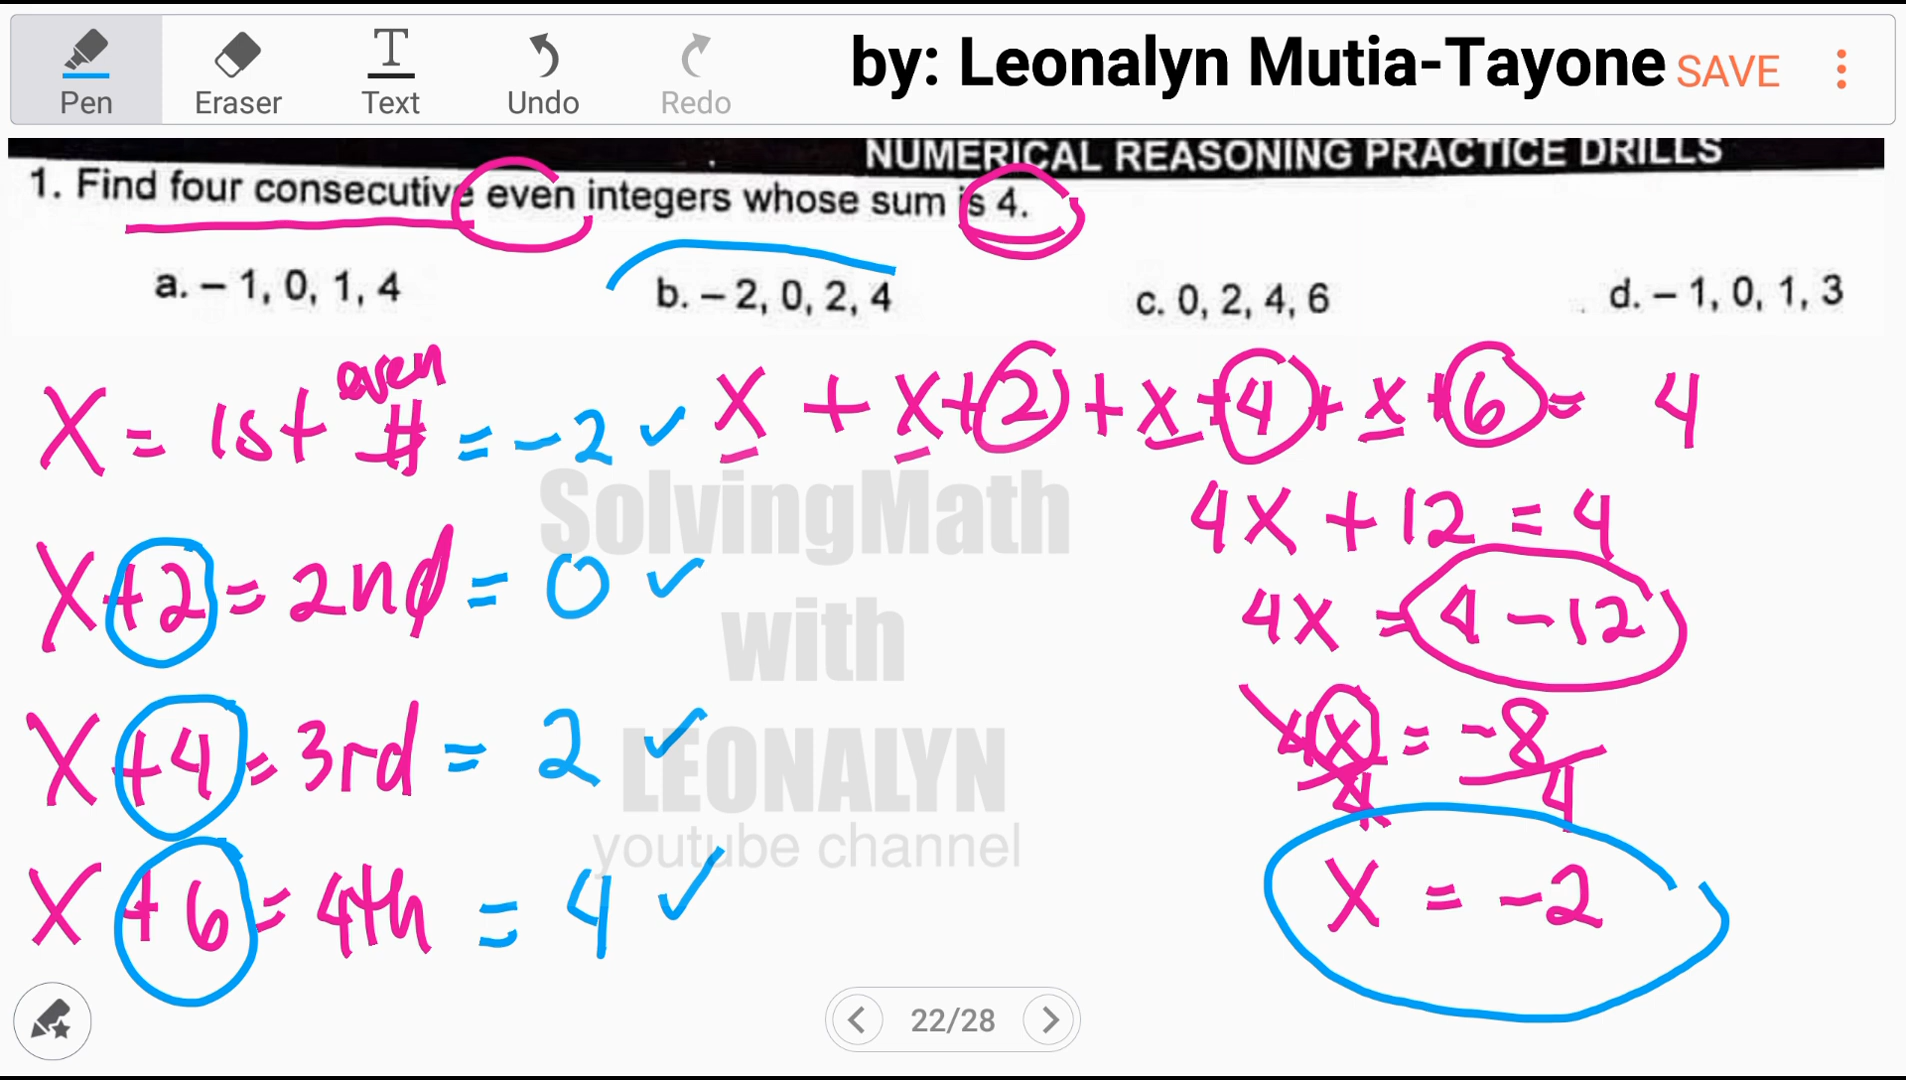 Pen
Eraser
Text
Undo
Redo
by: Leonalyn Mutia-Tayone
SAVE
NUMERICAL REASONING PRACTICE DRILLS
1. Find four consecutive even integers whose sum is 4.
a. – 1, 0, 1, 4
b. – 2, 0, 2, 4
c. 0, 2, 4, 6
d. – 1, 0, 1, 3
X = 1st even # = -2 ✓
X+2 = 2nd = 0 ✓
X+4 = 3rd = 2 ✓
X+6 = 4th = 4 ✓
X + X+2 + X+4 + X+6 = 4
4X + 12 = 4
4X = 4 - 12
4X/4 = -8/4
X = -2
SolvingMath
with
LEONALYN
youtube channel
22/28